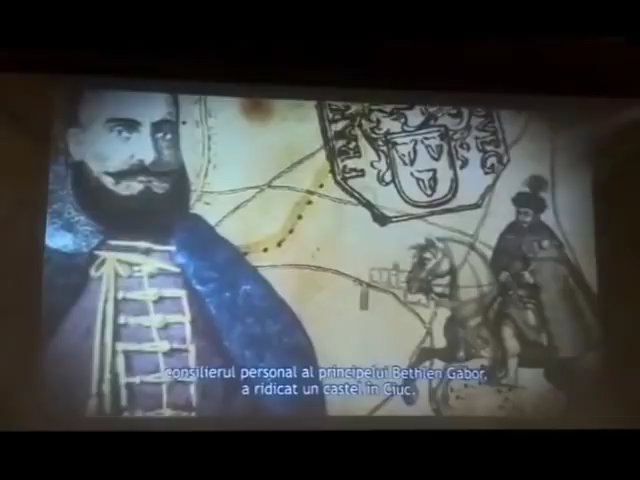 consilierul personal al principelui Bethlen Gabor,
a ridicat un castel în Ciuc.